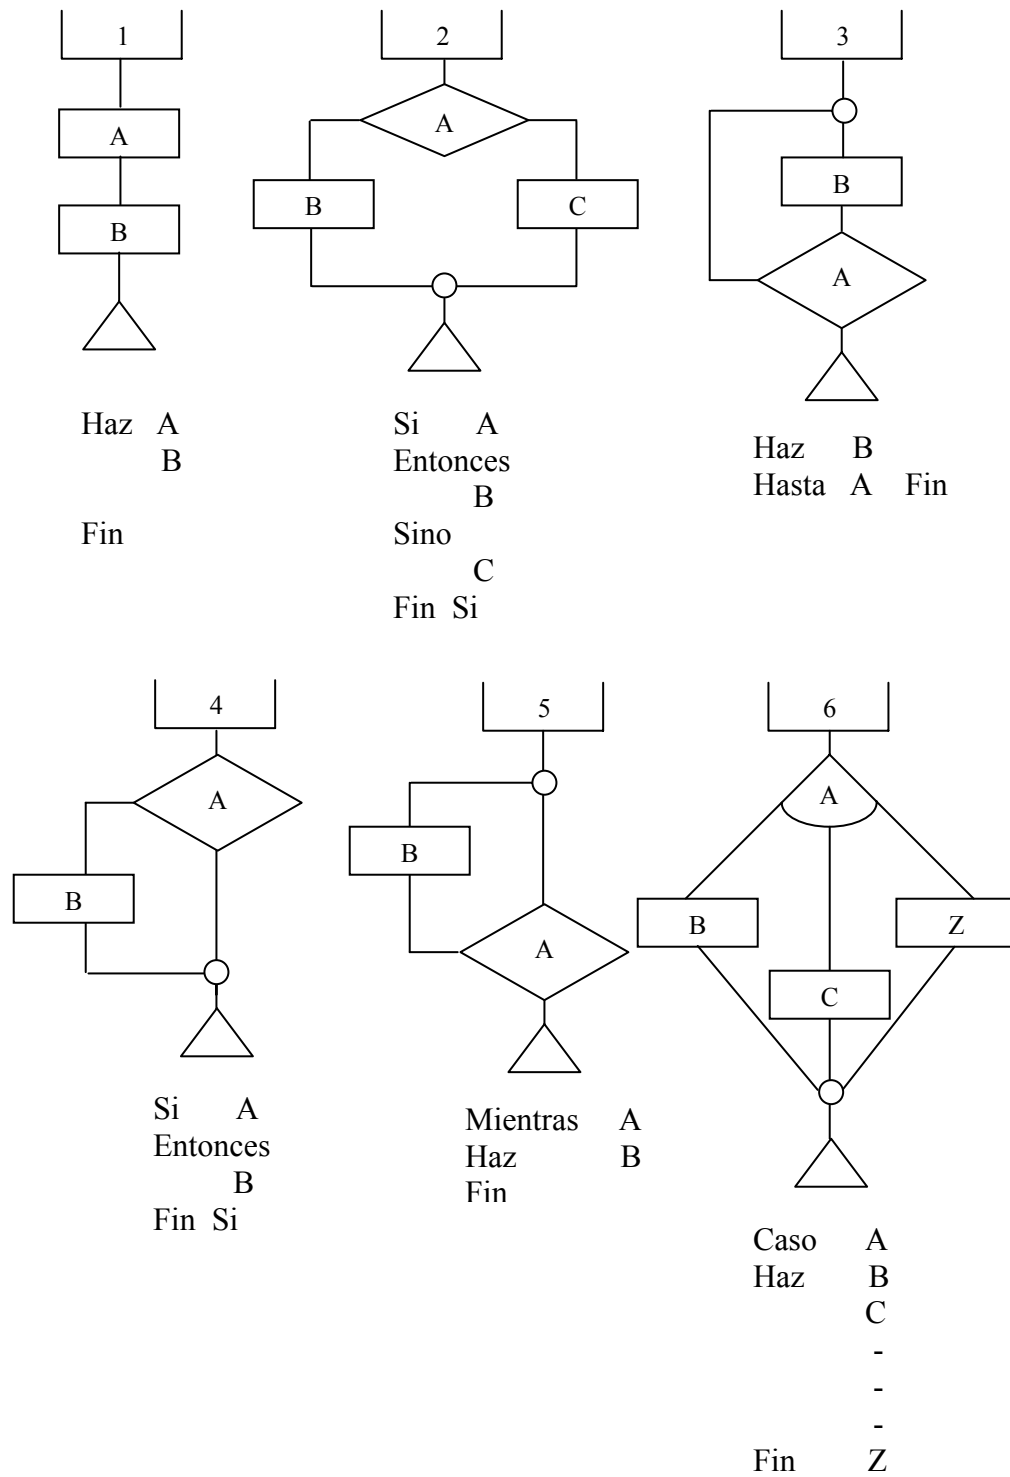 1
A
B
Haz A
B
Fin
2
A
B C
Si A
Entonces
B
Sino
C
Fin Si
3
B
A
Haz B
Hasta A Fin
4
A
B
Si A
Entonces
B
Fin Si
5
B
A
Mientras A
Haz B
Fin
6
A
B Z
C
Caso A
Haz B
C
-
-
-
Fin Z